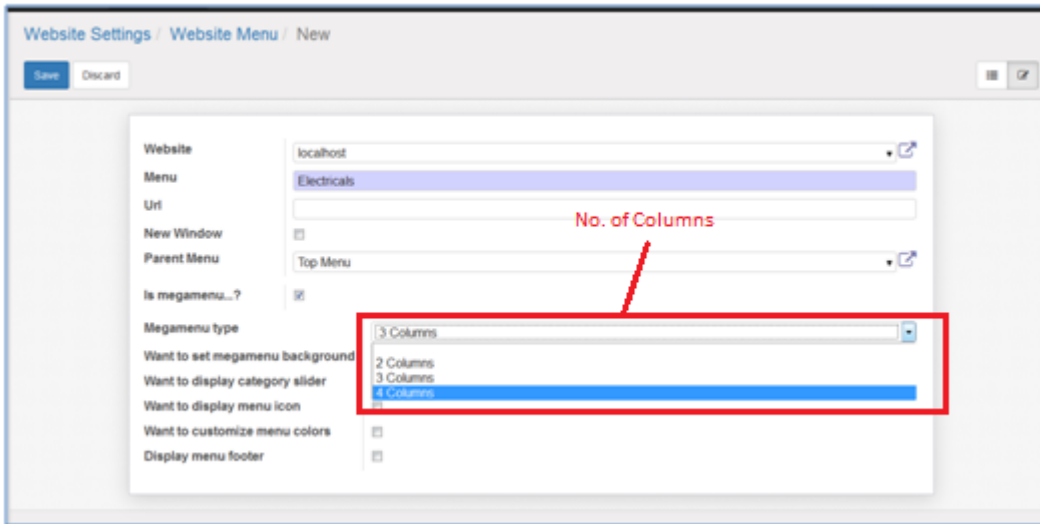 Website Settings / Website Menu / New
Save Discard
Website localhost
Menu Electricals
Url
No. of Columns
New Window
Parent Menu Top Menu
Is megamenu...?
Megamenu type 3 Columns
Want to set megamenu background
2 Columns
Want to display category slider 3 Columns
4 Columns
Want to display menu icon
Want to customize menu colors
Display menu footer